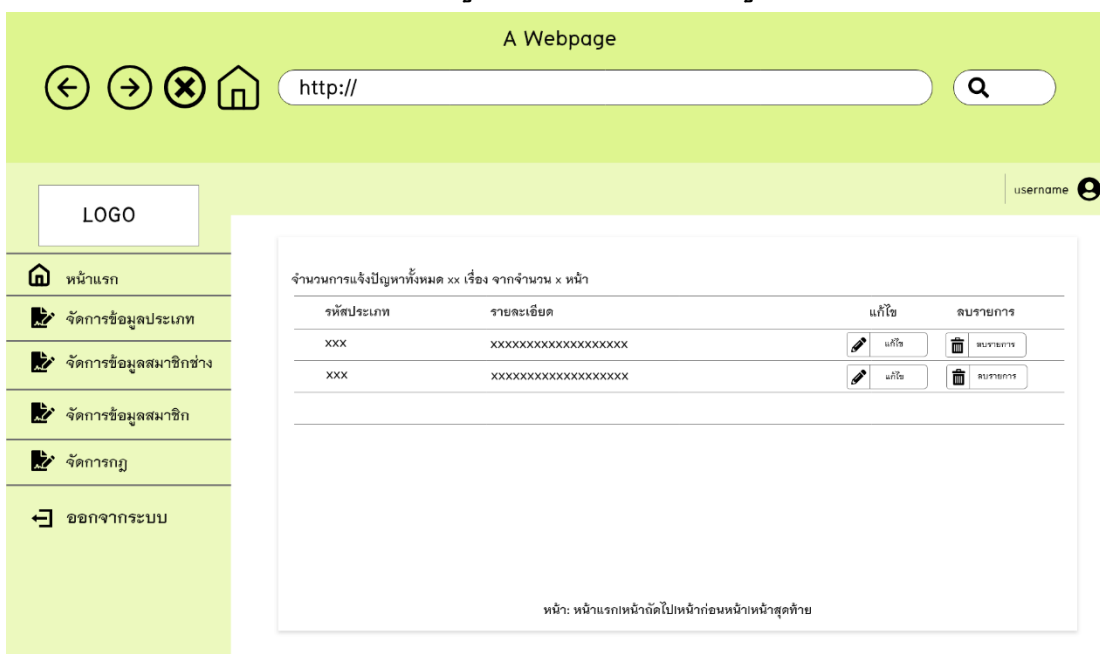 A Webpage
http://
username
LOGO
หน้าแรก
จัดการข้อมูลประเภท
จัดการข้อมูลสมาชิกช่าง
จัดการข้อมูลสมาชิก
จัดการกฎ
ออกจากระบบ
จำนวนการแจ้งปัญหาทั้งหมด xx เรื่อง จากจำนวน x หน้า
รหัสประเภท รายละเอียด แก้ไข ลบรายการ
xxx xxxxxxxxxxxxxxxxxxx แก้ไข ลบรายการ
xxx xxxxxxxxxxxxxxxxxxx แก้ไข ลบรายการ
หน้า: หน้าแรก|หน้าถัดไป|หน้าก่อนหน้า|หน้าสุดท้าย